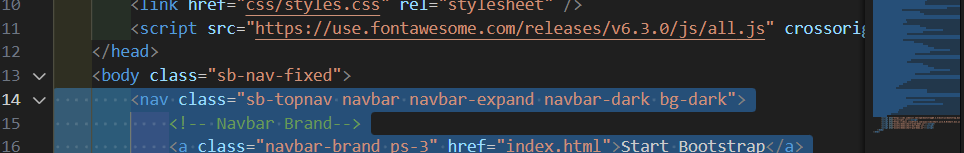 10 <link href="css/styles.css" rel="stylesheet" />
11 <script src="https://use.fontawesome.com/releases/v6.3.0/js/all.js" crossorig
12 </head>
13 <body class="sb-nav-fixed">
14 <nav class="sb-topnav navbar navbar-expand navbar-dark bg-dark">
15 <!-- Navbar Brand-->
16 <a class="navbar-brand ps-3" href="index.html">Start Bootstrap</a>